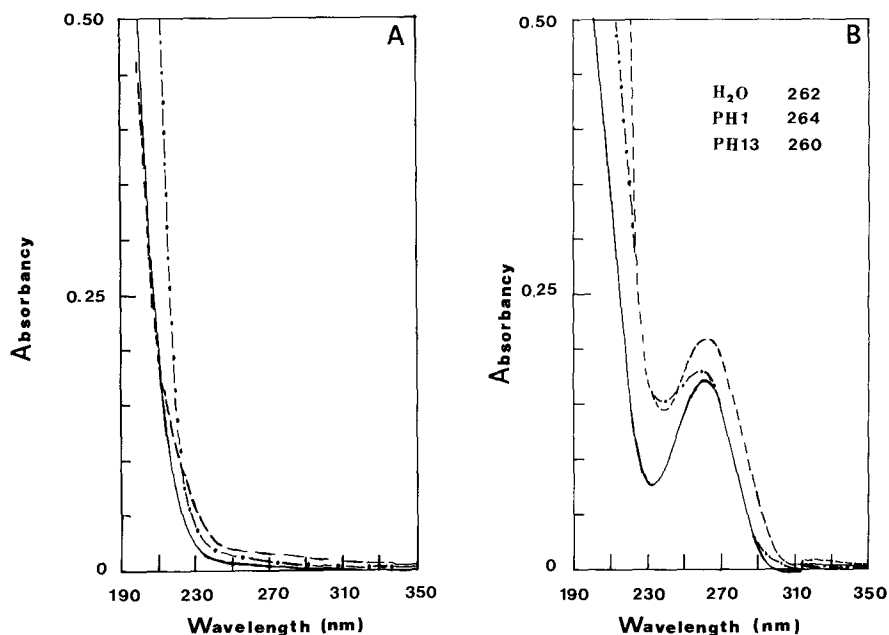 A
0.50
0.25
0
Absorbancy
190 230 270 310 350
Wavelength (nm)
B
0.50
0.25
0
Absorbancy
H₂O 262
PH1 264
PH13 260
190 230 270 310 350
Wavelength (nm)